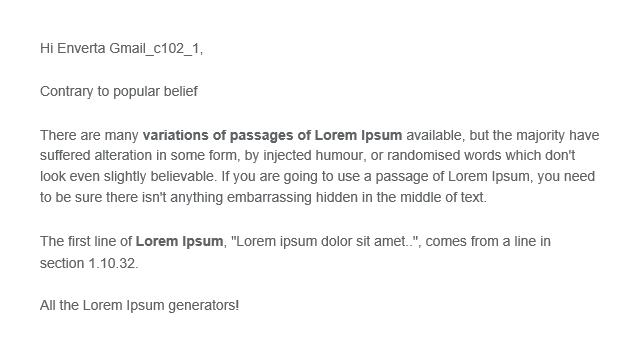 Hi Enverta Gmail_c102_1,
Contrary to popular belief
There are many variations of passages of Lorem Ipsum available, but the majority have
suffered alteration in some form, by injected humour, or randomised words which don't
look even slightly believable. If you are going to use a passage of Lorem Ipsum, you need
to be sure there isn't anything embarrassing hidden in the middle of text.
The first line of Lorem Ipsum, "Lorem ipsum dolor sit amet..", comes from a line in
section 1.10.32.
All the Lorem Ipsum generators!